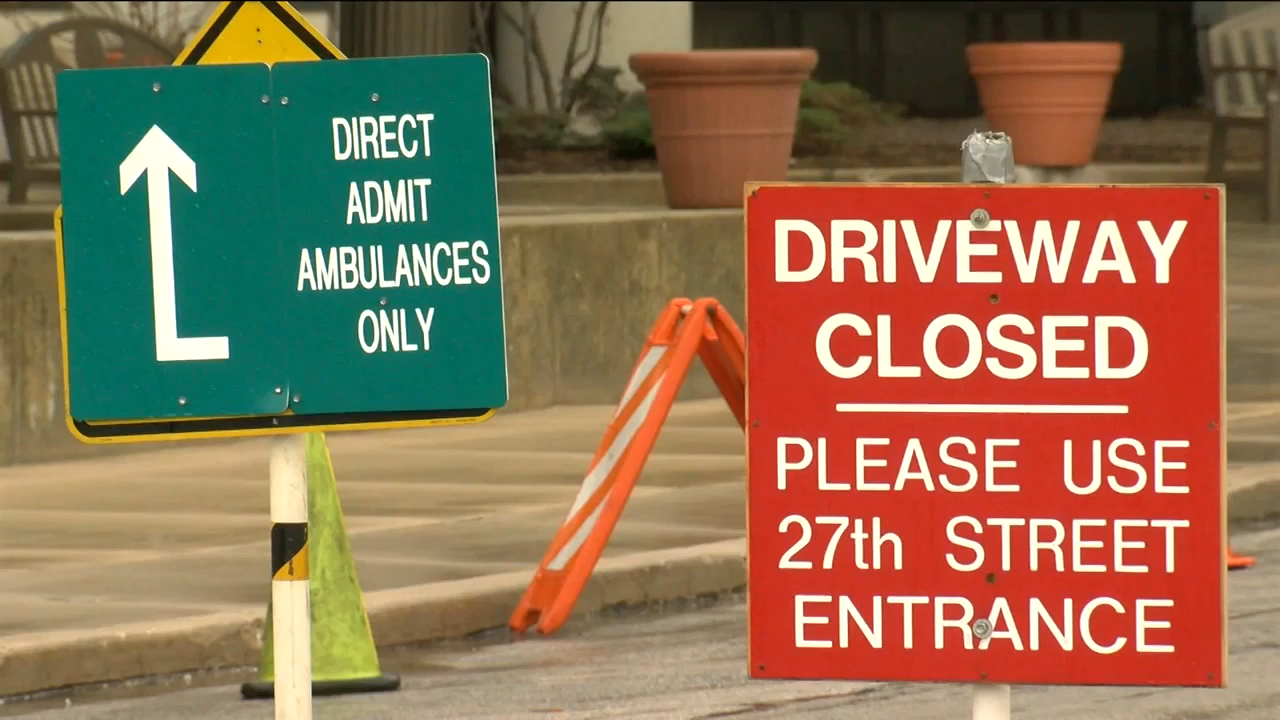 DIRECT
ADMIT
AMBULANCES
ONLY
DRIVEWAY
CLOSED
PLEASE USE
27th STREET
ENTRANCE